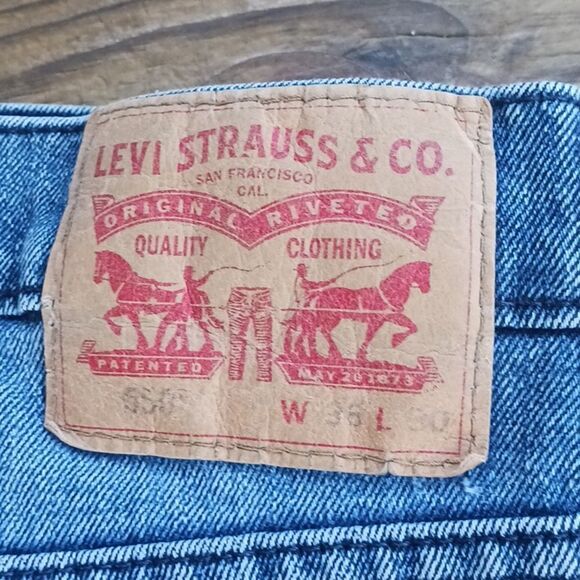 LEVI STRAUSS & CO.
SAN FRANCISCO
CAL.
ORIGINAL RIVETED
QUALITY CLOTHING
PATENTED MAY 20 1873
W 36 L 30